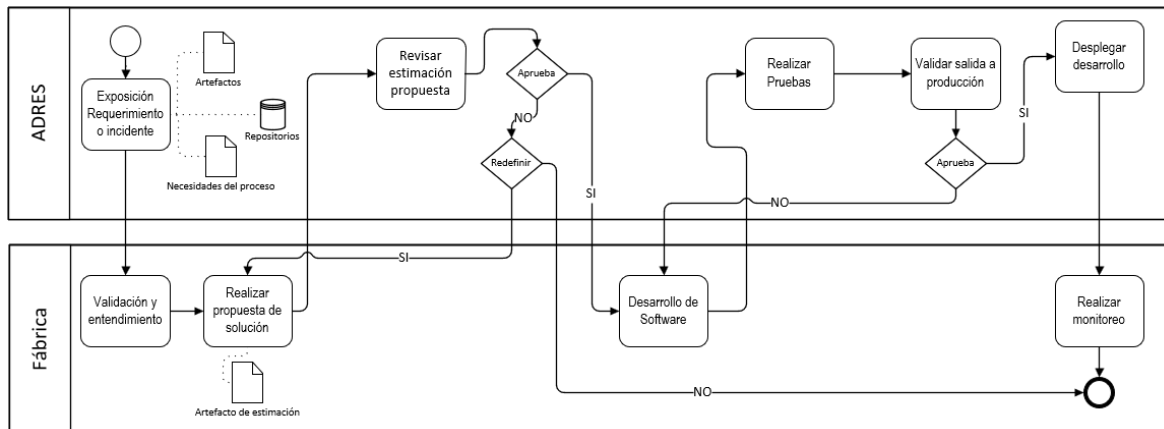 ADRES
Exposición
Requerimiento
o incidente
Artefactos
Repositorios
Necesidades del proceso
Revisar
estimación
propuesta
Aprueba
NO
Redefinir
SI
Realizar
Pruebas
Validar salida a
producción
Aprueba
NO
SI
Desplegar
desarrollo
Fábrica
Validación y
entendimiento
Realizar
propuesta de
solución
Artefacto de estimación
SI
Desarrollo de
Software
NO
Realizar
monitoreo